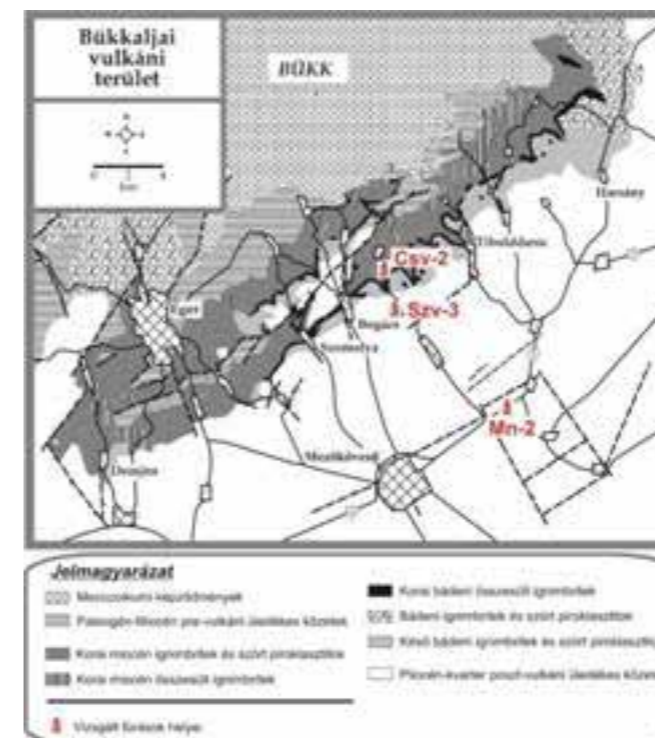 Bükkaljai
vulkáni
terület
BÜKK
0
4
km
Harsány
Tibolddaróc
Csv-2
Eger
Szv-3
Bogács
Szomolya
Mn-2
Mezőkövesd
Demjén
Jelmagyarázat
Mezozoikumi képződmények
Paleogén-Miocén pre-vulkáni üledékes kőzetek
Korai miocén ignimbritek és szórt piroklasztitok
Korai miocén összesült ignimbritek
Vizsgált fúrások helye
Korai bádeni összesült ignimbritek
Bádeni ignimbritek és szórt piroklasztitok
Késő bádeni ignimbritek és szórt
Pliocén-kvarter poszt-vulkáni üledékes